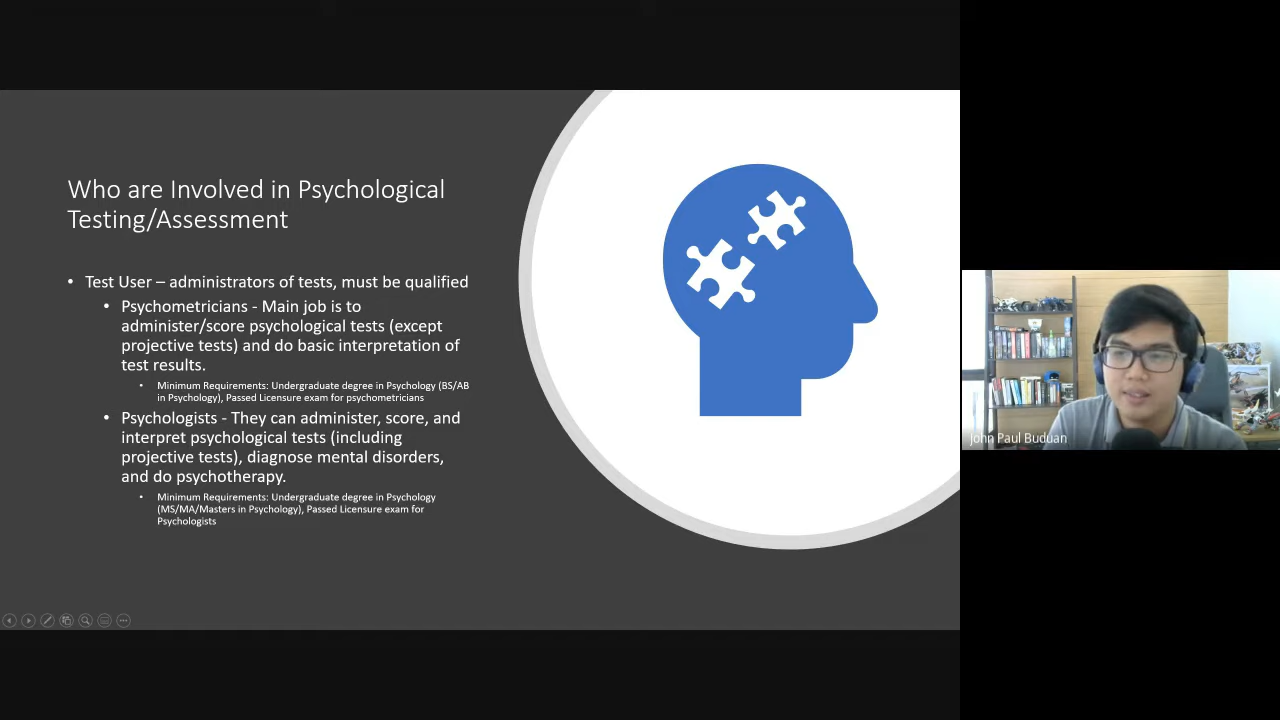 Who are Involved in Psychological
Testing/Assessment
• Test User – administrators of tests, must be qualified
• Psychometricians - Main job is to
administer/score psychological tests (except
projective tests) and do basic interpretation of
test results.
• Minimum Requirements: Undergraduate degree in Psychology (BS/AB
in Psychology), Passed Licensure exam for psychometricians
• Psychologists - They can administer, score, and
interpret psychological tests (including
projective tests), diagnose mental disorders,
and do psychotherapy.
• Minimum Requirements: Undergraduate degree in Psychology
(MS/MA/Masters in Psychology), Passed Licensure exam for
Psychologists
John Paul Buduan